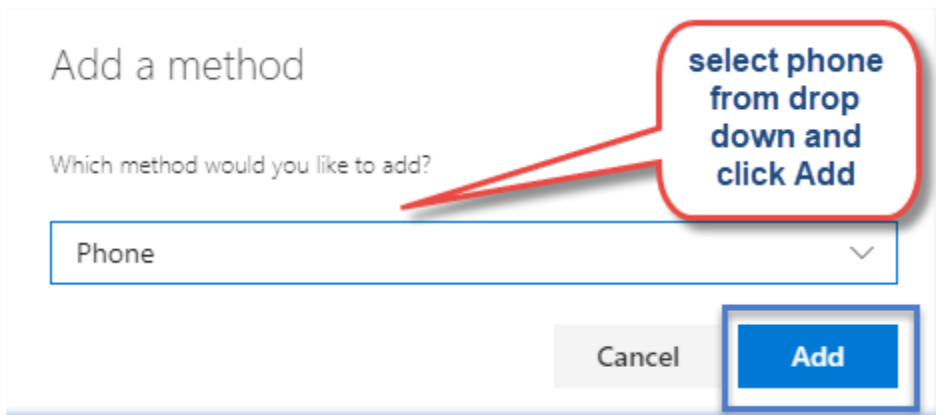 Add a method
select phone
from drop
down and
click Add
Which method would you like to add?
Phone
Cancel
Add